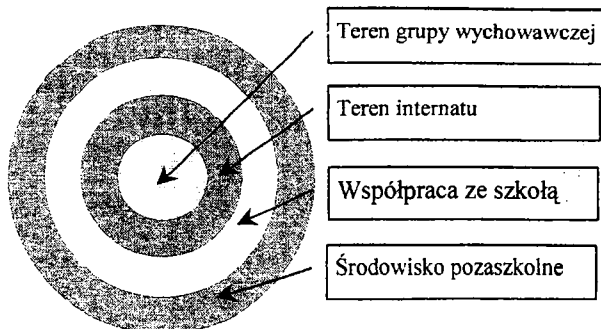 Teren grupy wychowawczej
Teren internatu
Współpraca ze szkołą
Środowisko pozaszkolne